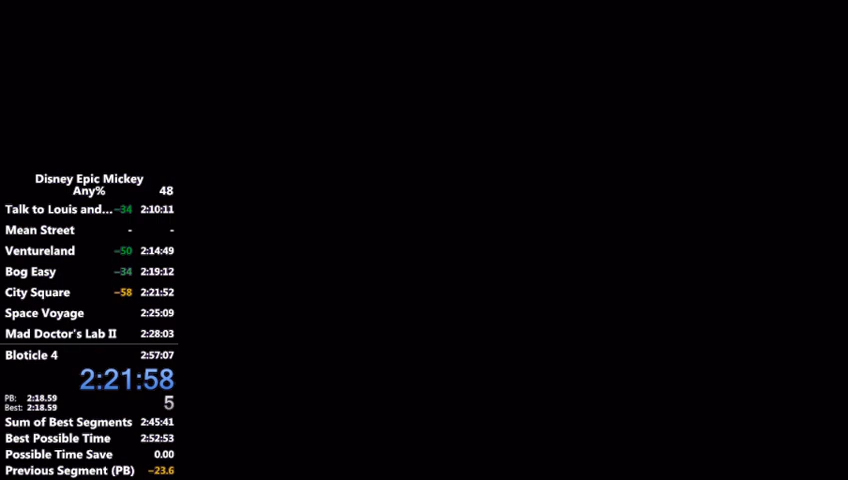 Disney Epic Mickey
Any% 48
Talk to Louis and... −34 2:10:11
Mean Street - -
Ventureland −50 2:14:49
Bog Easy −34 2:19:12
City Square −58 2:21:52
Space Voyage 2:25:09
Mad Doctor's Lab II 2:28:03
Bloticle 4 2:57:07
2:21:58
PB: 2:18.59
Best: 2:18.59
5
Sum of Best Segments 2:45:41
Best Possible Time 2:52:53
Possible Time Save 0.00
Previous Segment (PB) −23.6